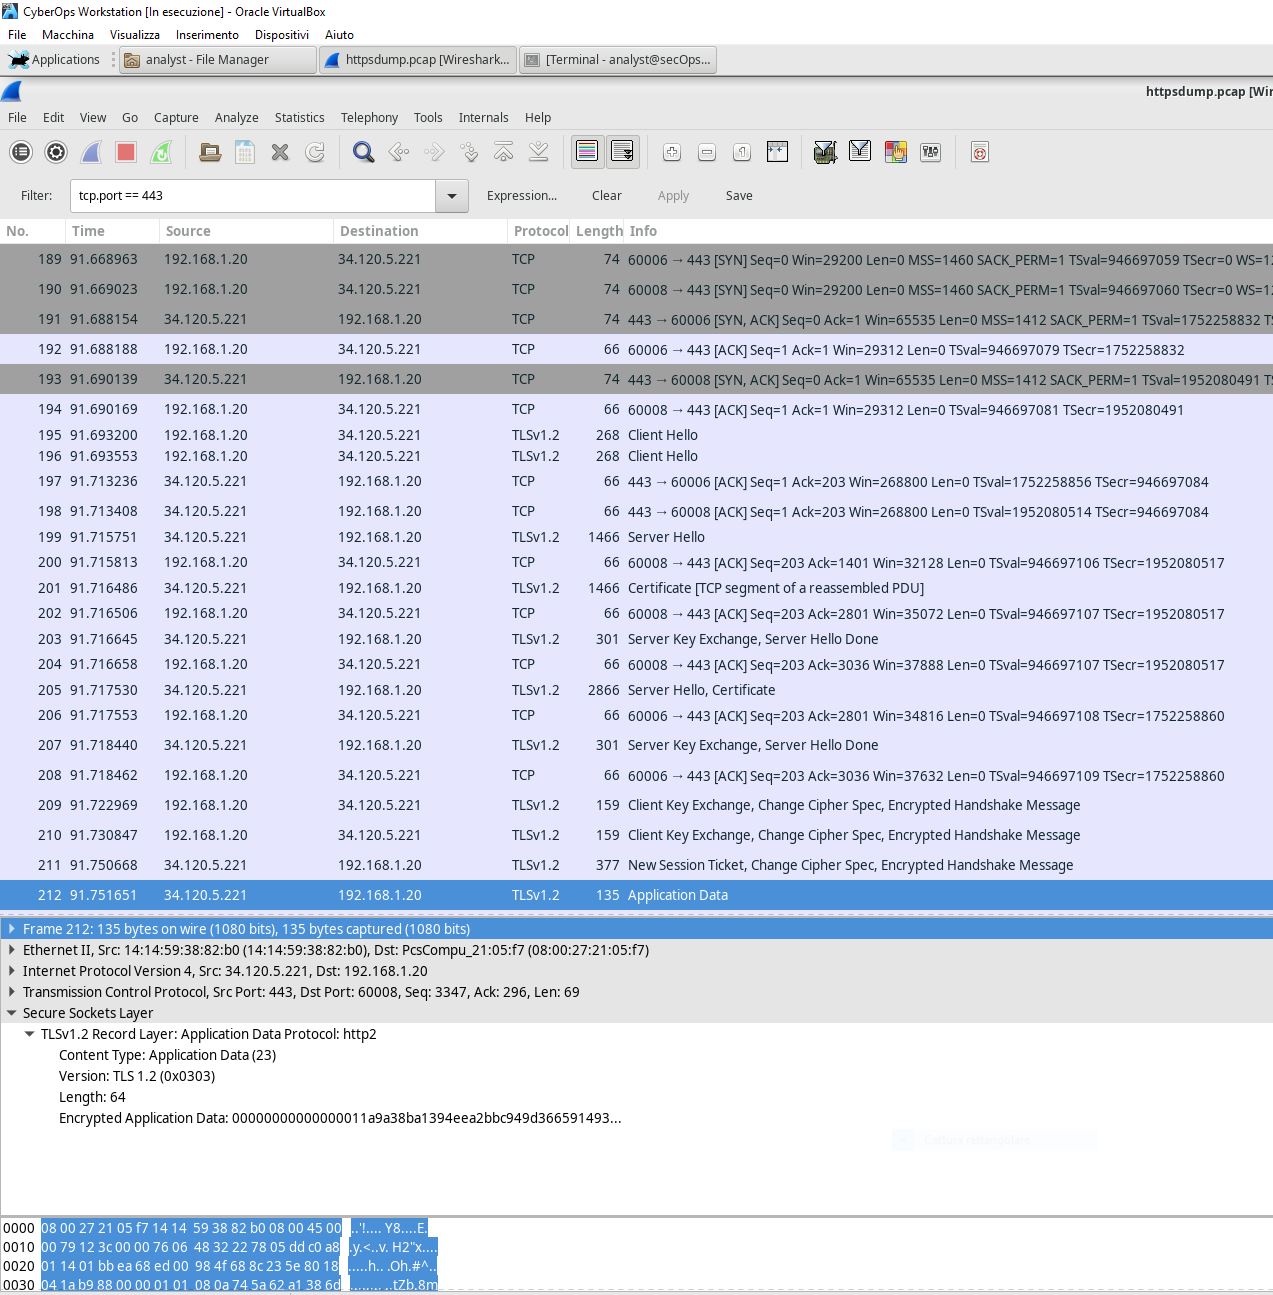 CyberOps Workstation [In esecuzione] - Oracle VirtualBox
File Macchina Visualizza Inserimento Dispositivi Aiuto
Applications analyst - File Manager httpsdump.pcap [Wireshark... [Terminal - analyst@secOps...
httpsdump.pcap [Wir
File Edit View Go Capture Analyze Statistics Telephony Tools Internals Help
Filter: tcp.port == 443 Expression... Clear Apply Save
No. Time Source Destination Protocol Length Info
189 91.668963 192.168.1.20 34.120.5.221 TCP 74 60006 → 443 [SYN] Seq=0 Win=29200 Len=0 MSS=1460 SACK_PERM=1 TSval=946697059 TSecr=0 WS=12
190 91.669023 192.168.1.20 34.120.5.221 TCP 74 60008 → 443 [SYN] Seq=0 Win=29200 Len=0 MSS=1460 SACK_PERM=1 TSval=946697060 TSecr=0 WS=12
191 91.688154 34.120.5.221 192.168.1.20 TCP 74 443 → 60006 [SYN, ACK] Seq=0 Ack=1 Win=65535 Len=0 MSS=1412 SACK_PERM=1 TSval=1752258832 TS
192 91.688188 192.168.1.20 34.120.5.221 TCP 66 60006 → 443 [ACK] Seq=1 Ack=1 Win=29312 Len=0 TSval=946697079 TSecr=1752258832
193 91.690139 34.120.5.221 192.168.1.20 TCP 74 443 → 60008 [SYN, ACK] Seq=0 Ack=1 Win=65535 Len=0 MSS=1412 SACK_PERM=1 TSval=1952080491 TS
194 91.690169 192.168.1.20 34.120.5.221 TCP 66 60008 → 443 [ACK] Seq=1 Ack=1 Win=29312 Len=0 TSval=946697081 TSecr=1952080491
195 91.693200 192.168.1.20 34.120.5.221 TLSv1.2 268 Client Hello
196 91.693553 192.168.1.20 34.120.5.221 TLSv1.2 268 Client Hello
197 91.713236 34.120.5.221 192.168.1.20 TCP 66 443 → 60006 [ACK] Seq=1 Ack=203 Win=268800 Len=0 TSval=1752258856 TSecr=946697084
198 91.713408 34.120.5.221 192.168.1.20 TCP 66 443 → 60008 [ACK] Seq=1 Ack=203 Win=268800 Len=0 TSval=1952080514 TSecr=946697084
199 91.715751 34.120.5.221 192.168.1.20 TLSv1.2 1466 Server Hello
200 91.715813 192.168.1.20 34.120.5.221 TCP 66 60008 → 443 [ACK] Seq=203 Ack=1401 Win=32128 Len=0 TSval=946697106 TSecr=1952080517
201 91.716486 34.120.5.221 192.168.1.20 TLSv1.2 1466 Certificate [TCP segment of a reassembled PDU]
202 91.716506 192.168.1.20 34.120.5.221 TCP 66 60008 → 443 [ACK] Seq=203 Ack=2801 Win=35072 Len=0 TSval=946697107 TSecr=1952080517
203 91.716645 34.120.5.221 192.168.1.20 TLSv1.2 301 Server Key Exchange, Server Hello Done
204 91.716658 192.168.1.20 34.120.5.221 TCP 66 60008 → 443 [ACK] Seq=203 Ack=3036 Win=37888 Len=0 TSval=946697107 TSecr=1952080517
205 91.717530 34.120.5.221 192.168.1.20 TLSv1.2 2866 Server Hello, Certificate
206 91.717553 192.168.1.20 34.120.5.221 TCP 66 60006 → 443 [ACK] Seq=203 Ack=2801 Win=34816 Len=0 TSval=946697108 TSecr=1752258860
207 91.718440 34.120.5.221 192.168.1.20 TLSv1.2 301 Server Key Exchange, Server Hello Done
208 91.718462 192.168.1.20 34.120.5.221 TCP 66 60006 → 443 [ACK] Seq=203 Ack=3036 Win=37632 Len=0 TSval=946697109 TSecr=1752258860
209 91.722969 192.168.1.20 34.120.5.221 TLSv1.2 159 Client Key Exchange, Change Cipher Spec, Encrypted Handshake Message
210 91.730847 192.168.1.20 34.120.5.221 TLSv1.2 159 Client Key Exchange, Change Cipher Spec, Encrypted Handshake Message
211 91.750668 34.120.5.221 192.168.1.20 TLSv1.2 377 New Session Ticket, Change Cipher Spec, Encrypted Handshake Message
212 91.751651 34.120.5.221 192.168.1.20 TLSv1.2 135 Application Data
Frame 212: 135 bytes on wire (1080 bits), 135 bytes captured (1080 bits)
Ethernet II, Src: 14:14:59:38:82:b0 (14:14:59:38:82:b0), Dst: PcsCompu_21:05:f7 (08:00:27:21:05:f7)
Internet Protocol Version 4, Src: 34.120.5.221, Dst: 192.168.1.20
Transmission Control Protocol, Src Port: 443, Dst Port: 60008, Seq: 3347, Ack: 296, Len: 69
Secure Sockets Layer
TLSv1.2 Record Layer: Application Data Protocol: http2
Content Type: Application Data (23)
Version: TLS 1.2 (0x0303)
Length: 64
Encrypted Application Data: 00000000000000011a9a38ba1394eea2bbc949d366591493...
Cattura rettangolare
0000 08 00 27 21 05 f7 14 14 59 38 82 b0 08 00 45 00 ..'!.... Y8....E.
0010 00 79 12 3c 00 00 76 06 48 32 22 78 05 dd c0 a8 .y.<..v. H2"x....
0020 01 14 01 bb ea 68 ed 00 98 4f 68 8c 23 5e 80 18 .....h.. .Oh.#^..
0030 04 1a b9 88 00 00 01 01 08 0a 74 5a 62 a1 38 6d ........ ..tZb.8m